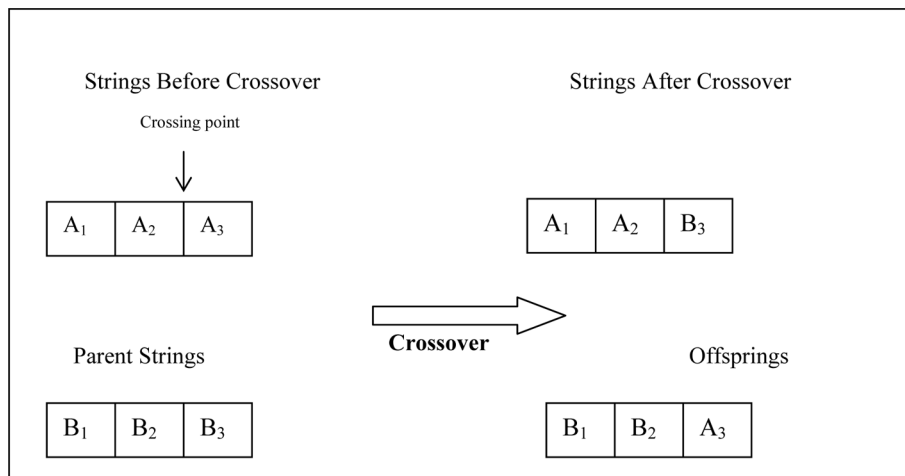 Strings Before Crossover
Strings After Crossover
Crossing point
A₁ A₂ A₃
A₁ A₂ B₃
Crossover
Parent Strings
Offsprings
B₁ B₂ B₃
B₁ B₂ A₃